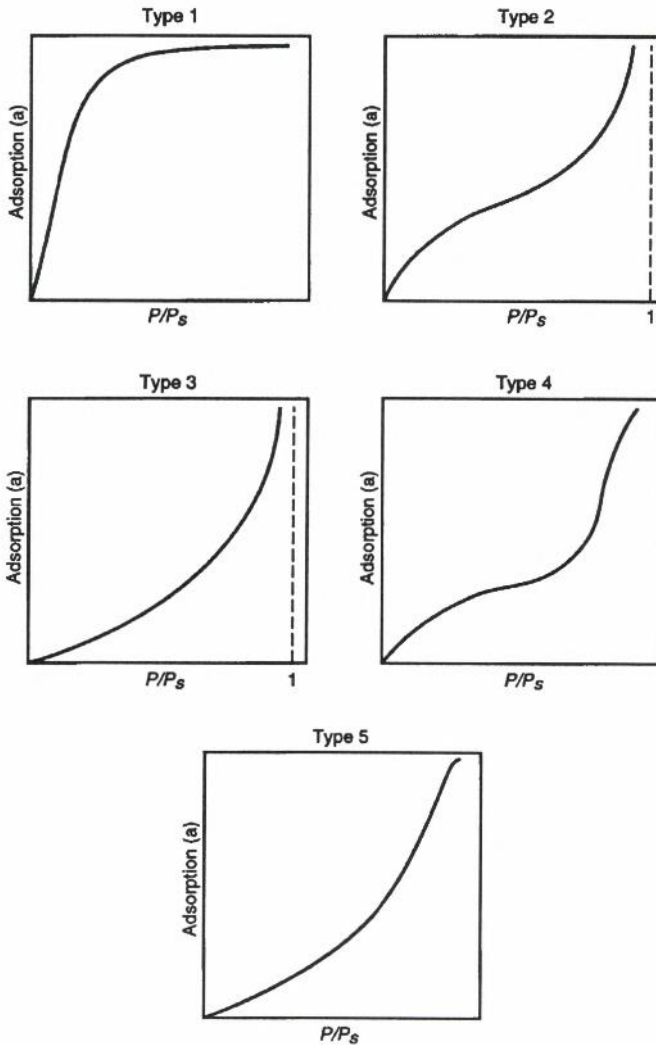 Type 1
Adsorption (a)
P/Ps
Type 2
Adsorption (a)
P/Ps
1
Type 3
Adsorption (a)
P/Ps
1
Type 4
Adsorption (a)
P/Ps
Type 5
Adsorption (a)
P/Ps